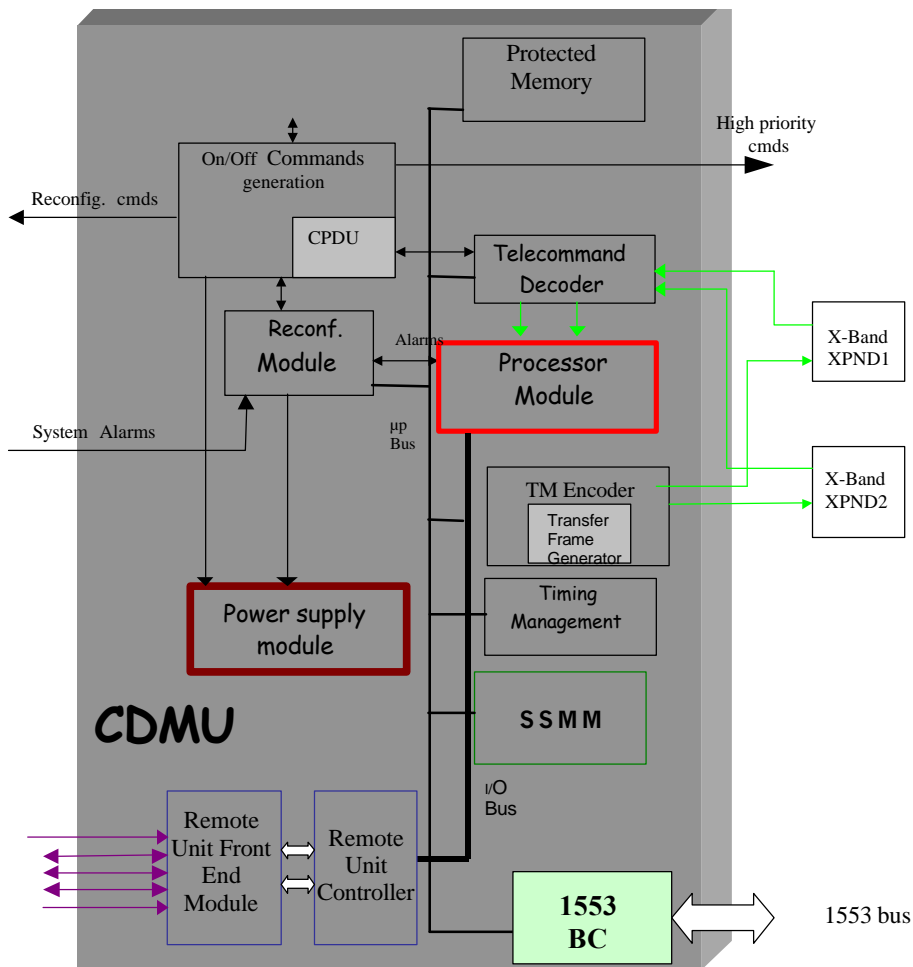 Protected
Memory
High priority
cmds
On/Off Commands
generation
Reconfig. cmds
CPDU
Telecommand
Decoder
Reconf.
Module
Alarms
Processor
Module
X-Band
XPND1
System Alarms
μp
Bus
TM Encoder
Transfer
Frame
Generator
X-Band
XPND2
Timing
Management
Power supply
module
SSMM
CDMU
I/O
Bus
Remote
Unit Front
End
Module
Remote
Unit
Controller
1553
BC
1553 bus